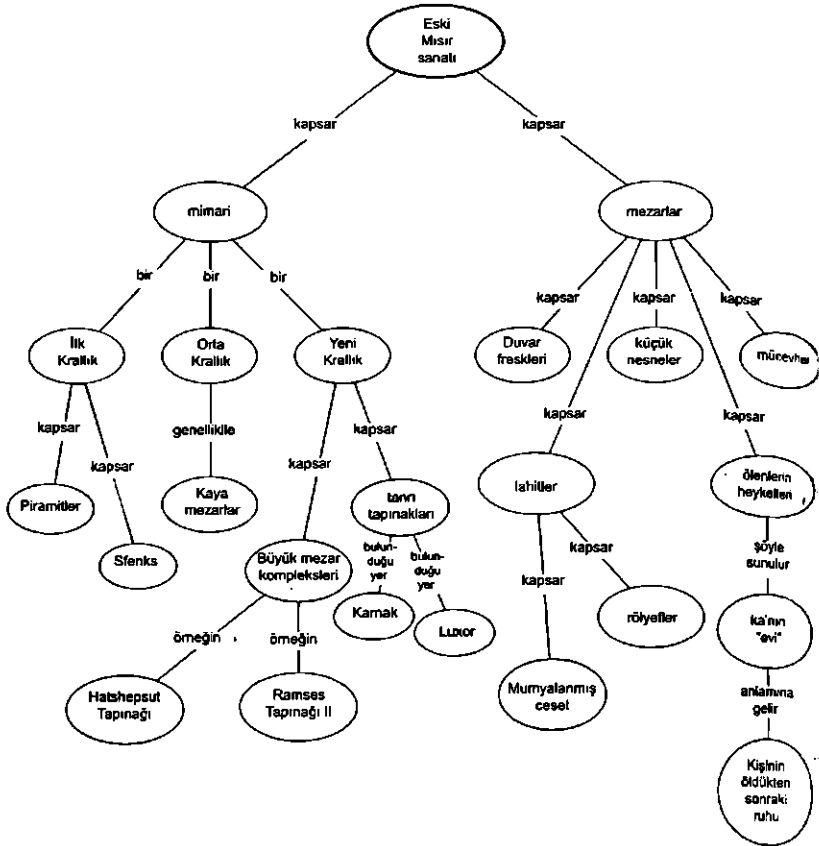 Eski
Mısır
sanatı
kapsar
kapsar
mimari
mezarlar
bir
bir
bir
kapsar
kapsar
kapsar
İlk
Krallık
Orta
Krallık
Yeni
Krallık
Duvar
freskleri
küçük
nesneler
mücevher
kapsar
kapsar
genellikile
kapsar
kapsar
kapsar
kapsar
Piramitler
Sfenks
Kaya
mezarlar
tanrı
tapınakları
lahitler
ölenlerin
heykelleri
Büyük mezar
kompleksleri
bulun-
duğu
yer
bulun-
duğu
yer
kapsar
kapsar
şöyle
sunulur
Karnak
Luxor
rölyefler
ka'nın
"evi"
örneğin
örneğin
Hatshepsut
Tapınağı
Ramses
Tapınağı II
Mumyalanmış
ceset
anlamına
gelir
Kişinin
öldükten
sonraki
ruhu